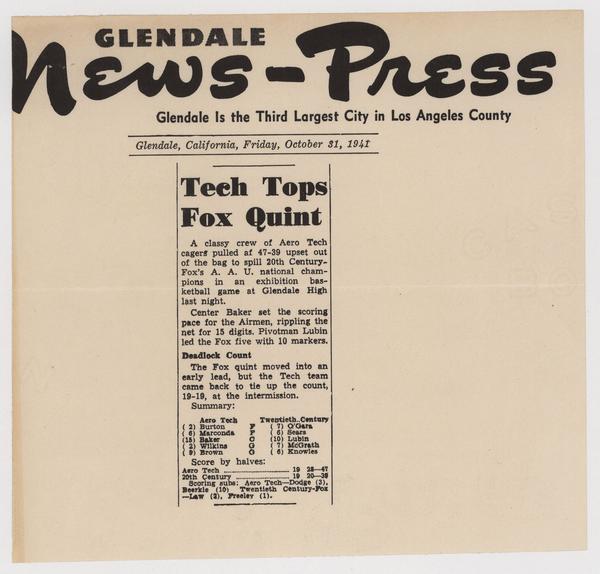 GLENDALE
News-Press
Glendale Is the Third Largest City in Los Angeles County
Glendale, California, Friday, October 31, 1941
Tech Tops
Fox Quint
A classy crew of Aero Tech
cagers pulled af 47-39 upset out
of the bag to spill 20th Century-
Fox's A. A. U. national cham-
pions in an exhibition bas-
ketball game at Glendale High
last night.
Center Baker set the scoring
pace for the Airmen, rippling the
net for 15 digits. Pivotman Lubin
led the Fox five with 10 markers.
Deadlock Count
The Fox quint moved into an
early lead, but the Tech team
came back to tie up the count,
19-19, at the intermission.
Summary:
Aero Tech Twentieth Century
( 2) Burton F ( 7) O'Gara
( 6) Marconda F ( 6) Sears
(15) Baker C (10) Lubin
( 2) Wilkins G ( 7) McGrath
( 9) Brown G ( 6) Knowles
Score by halves:
Aero Tech 19 28—47
20th Century 19 20—39
Scoring subs: Aero Tech—Dodge (3),
Beerkle (10) Twentieth Century-Fox
—Law (2), Freeley (1).